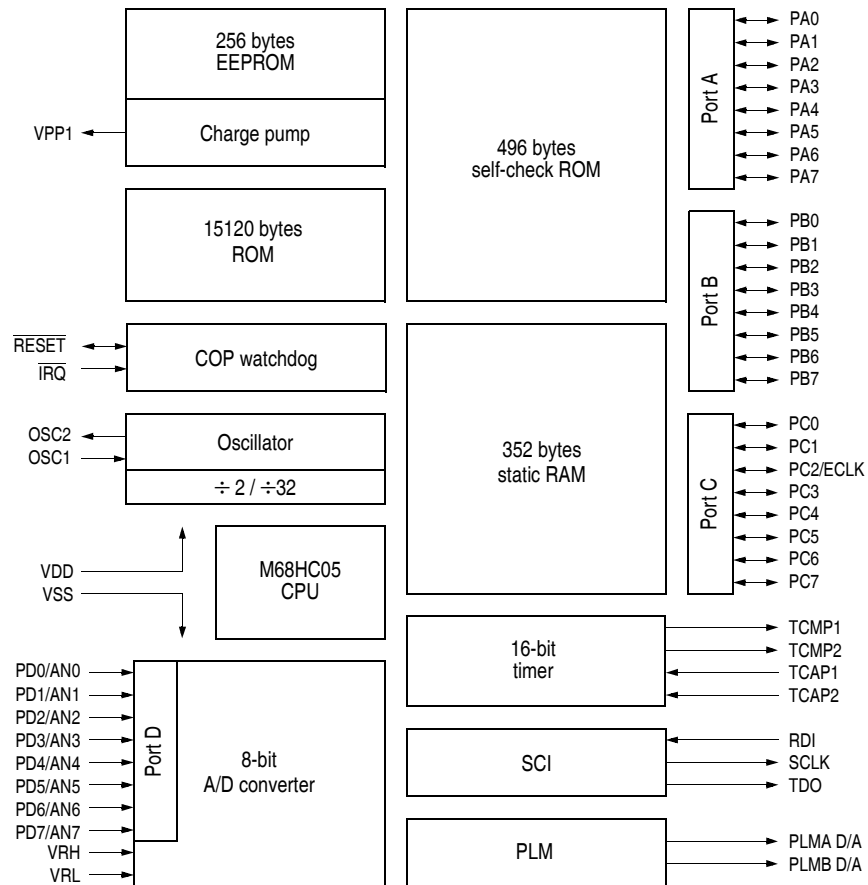 256 bytes
EEPROM
Charge pump
VPP1
15120 bytes
ROM
496 bytes
self-check ROM
Port A
PA0
PA1
PA2
PA3
PA4
PA5
PA6
PA7
Port B
PB0
PB1
PB2
PB3
PB4
PB5
PB6
PB7
RESET
IRQ
COP watchdog
OSC2
OSC1
Oscillator
÷ 2 / ÷32
352 bytes
static RAM
Port C
PC0
PC1
PC2/ECLK
PC3
PC4
PC5
PC6
PC7
VDD
VSS
M68HC05
CPU
16-bit
timer
TCMP1
TCMP2
TCAP1
TCAP2
PD0/AN0
PD1/AN1
PD2/AN2
PD3/AN3
PD4/AN4
PD5/AN5
PD6/AN6
PD7/AN7
VRH
VRL
Port D
8-bit
A/D converter
SCI
RDI
SCLK
TDO
PLM
PLMA D/A
PLMB D/A